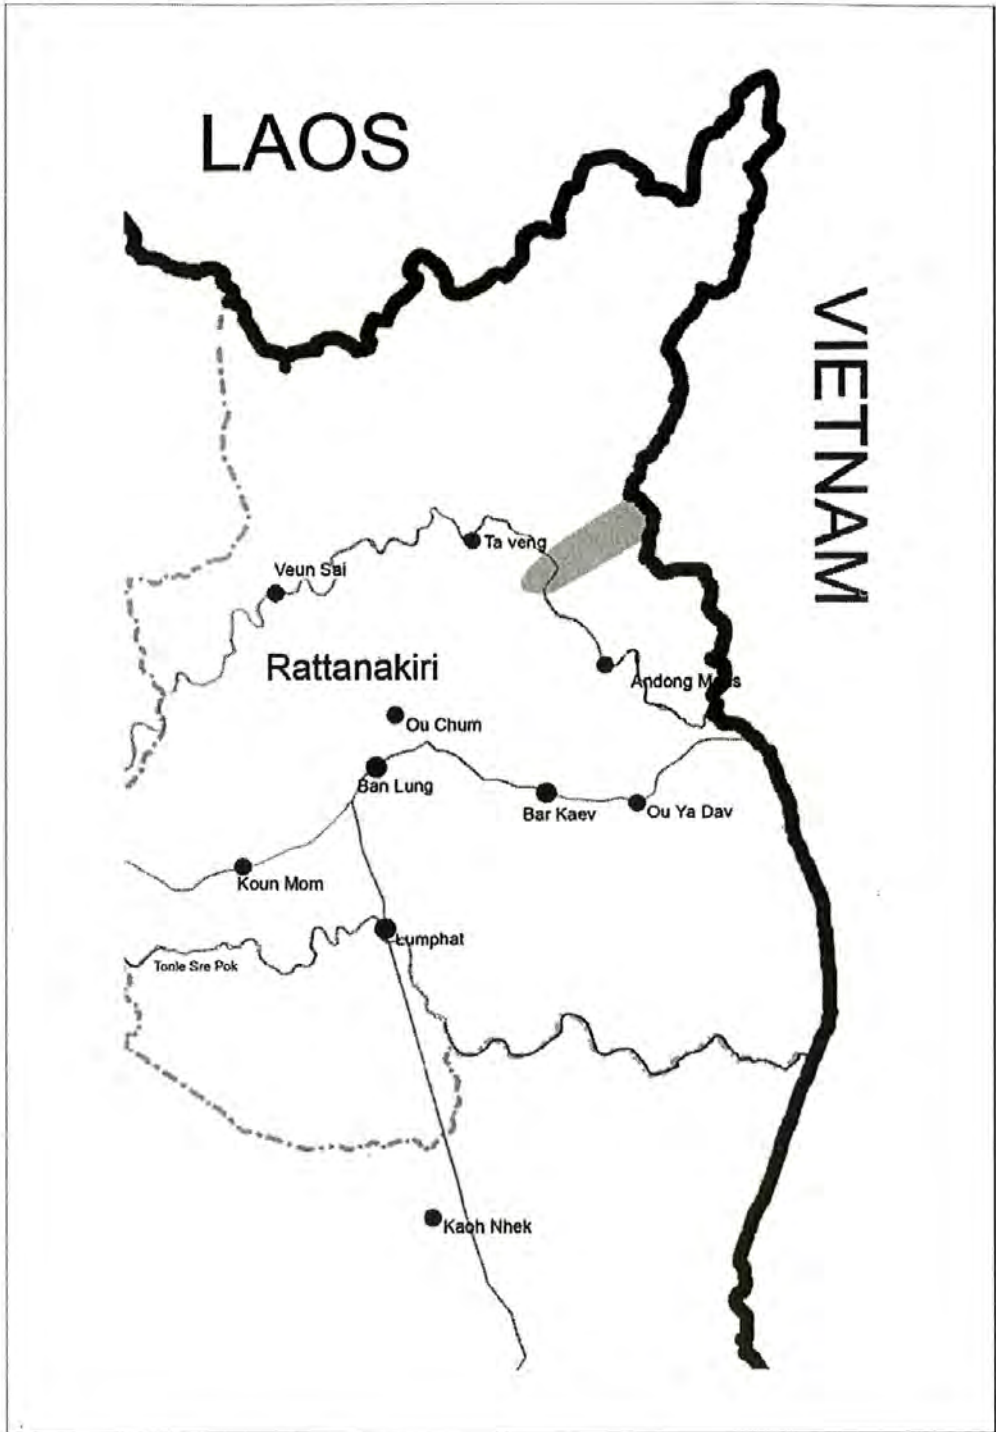 LAOS
VIETNAM
Ta veng
Veun Sai
Rattanakiri
Andong M s
Ou Chum
Ban Lung
Bar Kaev
Ou Ya Dav
Koun Mom
Lumphat
Tonle Sre Pok
Kaoh Nhek